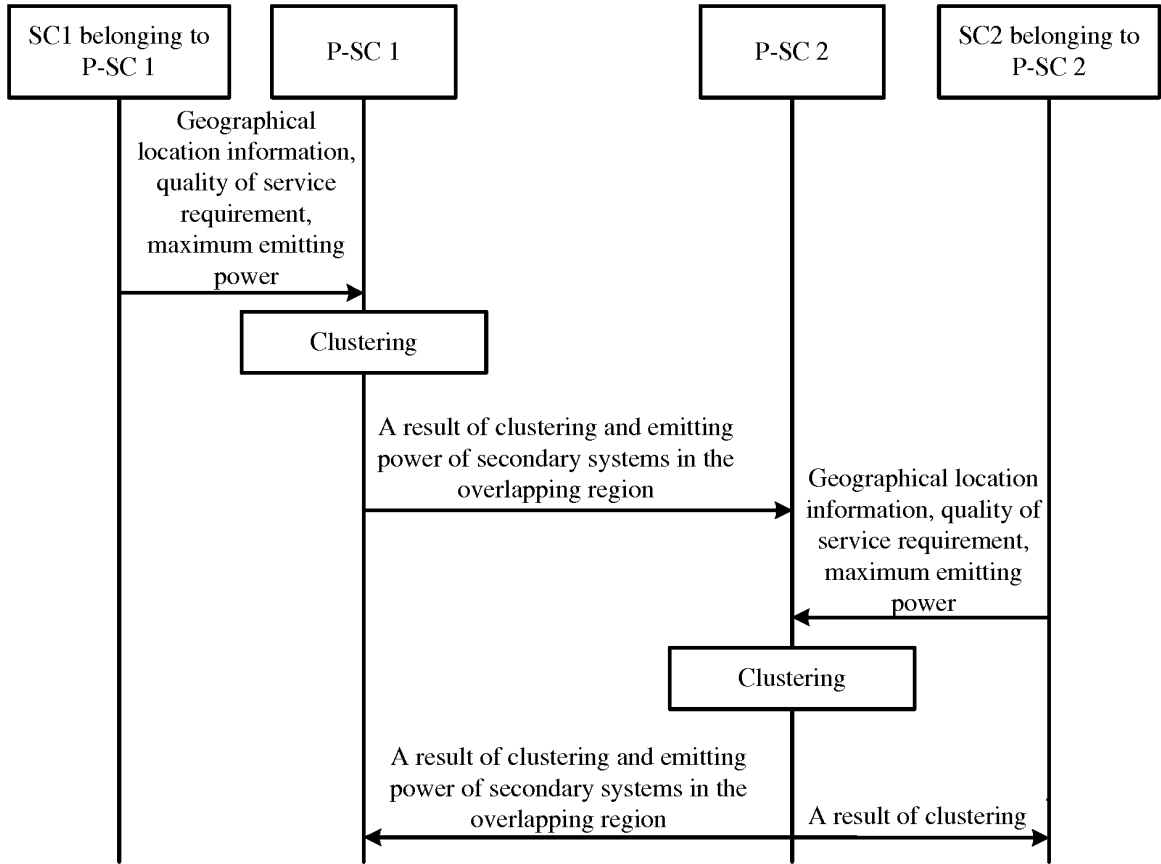 SC1 belonging to
P-SC 1
P-SC 1
P-SC 2
SC2 belonging to
P-SC 2
Geographical
location information,
quality of service
requirement,
maximum emitting
power
Clustering
A result of clustering and emitting
power of secondary systems in the
overlapping region
Geographical location
information, quality of
service requirement,
maximum emitting
power
Clustering
A result of clustering and emitting
power of secondary systems in the
overlapping region
A result of clustering